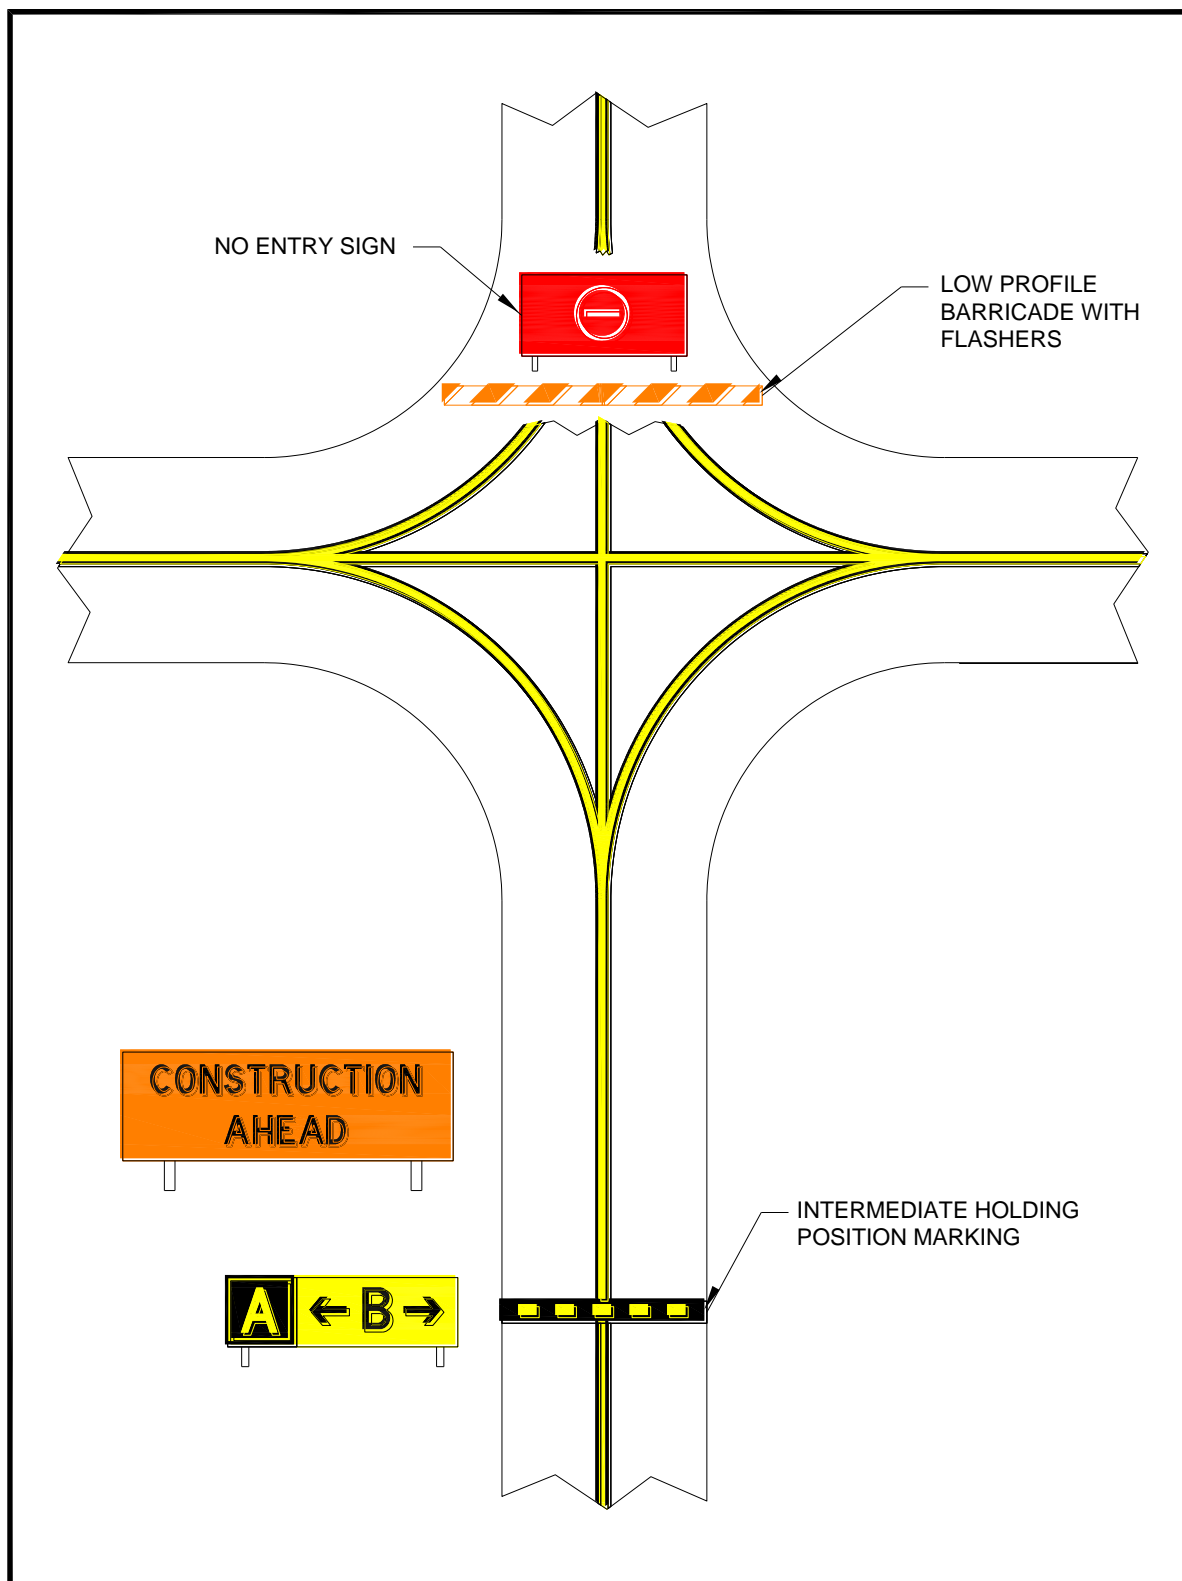 NO ENTRY SIGN
LOW PROFILE
BARRICADE WITH
FLASHERS
CONSTRUCTION
AHEAD
INTERMEDIATE HOLDING
POSITION MARKING
A ← B →